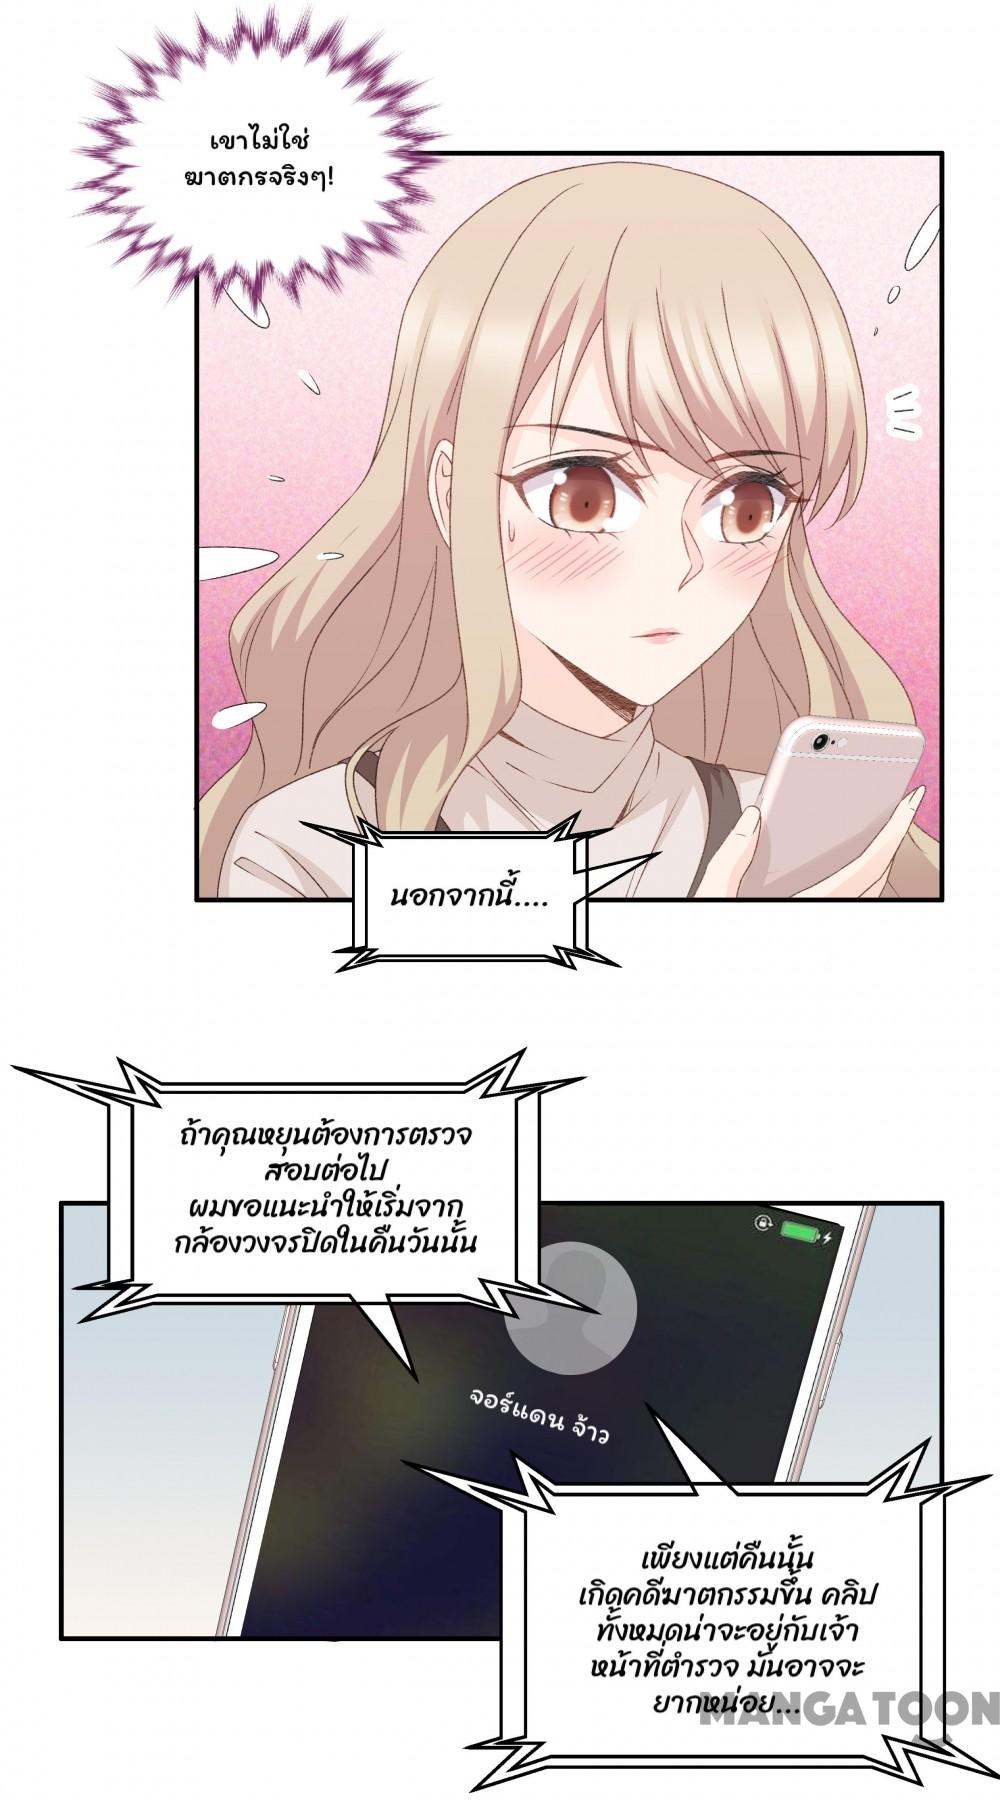 เขาไม่ใช่
ฆาตกรจริงๆ!
นอกจากนี้....
ถ้าคุณหยุนต้องการตรวจ
สอบต่อไป
ผมขอแนะนำให้เริ่มจาก
กล้องวงจรปิดในคืนวันนั้น
จอร์แดน จ้าว
เพียงแต่คืนนั้น
เกิดคดีฆาตกรรมขึ้น คลิป
ทั้งหมดน่าจะอยู่กับเจ้า
หน้าที่ตำรวจ มันอาจจะ
ยากหน่อย...
MANGATOON